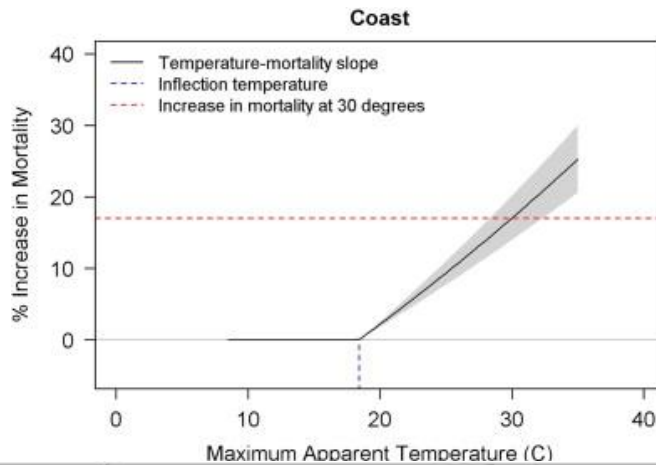 Coast
Temperature-mortality slope
Inflection temperature
Increase in mortality at 30 degrees
% Increase in Mortality
40
30
20
10
0
0 10 20 30 40
Maximum Apparent Temperature (C)